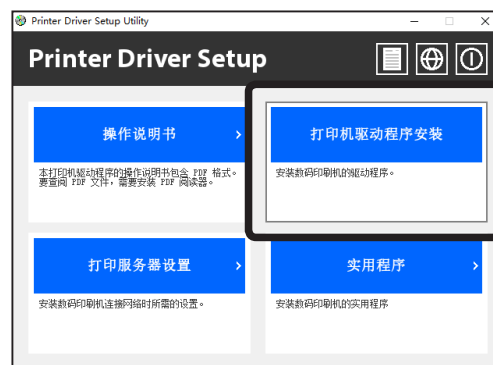 Printer Driver Setup Utility
Printer Driver Setup
操作说明书
本打印机驱动程序的操作说明书包含 PDF 格式。
要查阅 PDF 文件，需要安装 PDF 阅读器。
打印机驱动程序安装
安装数码印刷机的驱动程序。
打印服务器设置
安装数码印刷机连接网络时所需的设置。
实用程序
安装数码印刷机的实用程序